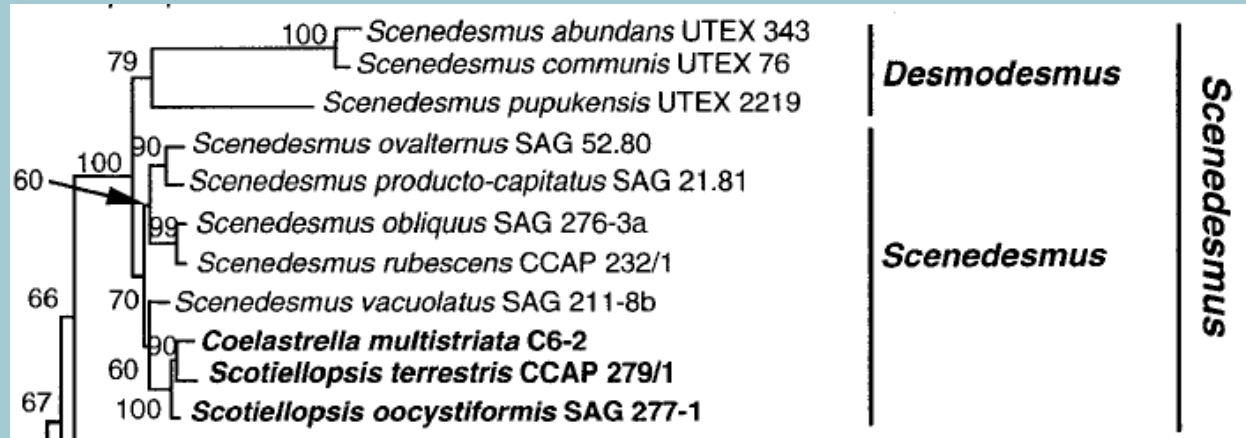 100 Scenedesmus abundans UTEX 343
79 Scenedesmus communis UTEX 76
Desmodesmus
Scenedesmus pupukensis UTEX 2219
90 Scenedesmus ovalternus SAG 52.80
100
60 Scenedesmus producto-capitatus SAG 21.81
99 Scenedesmus obliquus SAG 276-3a
Scenedesmus
Scenedesmus rubescens CCAP 232/1
66 70 Scenedesmus vacuolatus SAG 211-8b
90 Coelastrella multistriata C6-2
60 Scotiellopsis terrestris CCAP 279/1
67 100 Scotiellopsis oocystiformis SAG 277-1
Scenedesmus